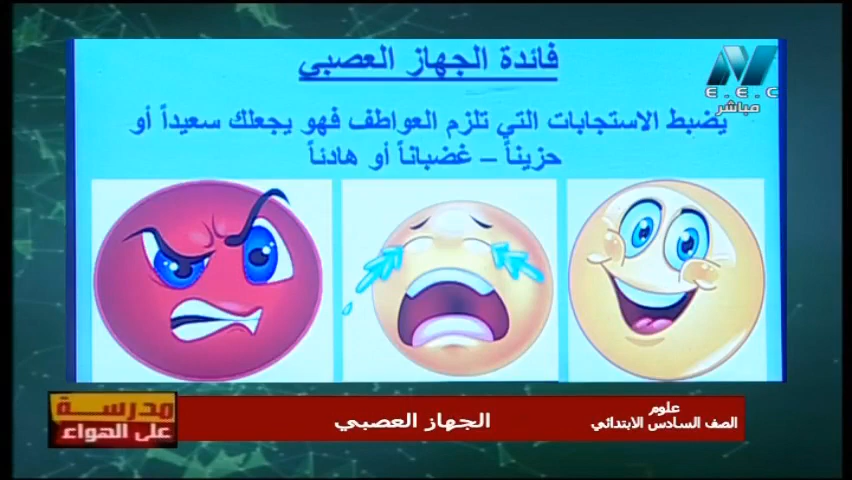 فائدة الجهاز العصبي
E.E.C
مباشر
يضبط الاستجابات التي تلزم العواطف فهو يجعلك سعيداً أو
حزيناً – غضباناً أو هادئاً
مدرسة
على الهواء
الجهاز العصبي
علوم
الصف السادس الابتدائي